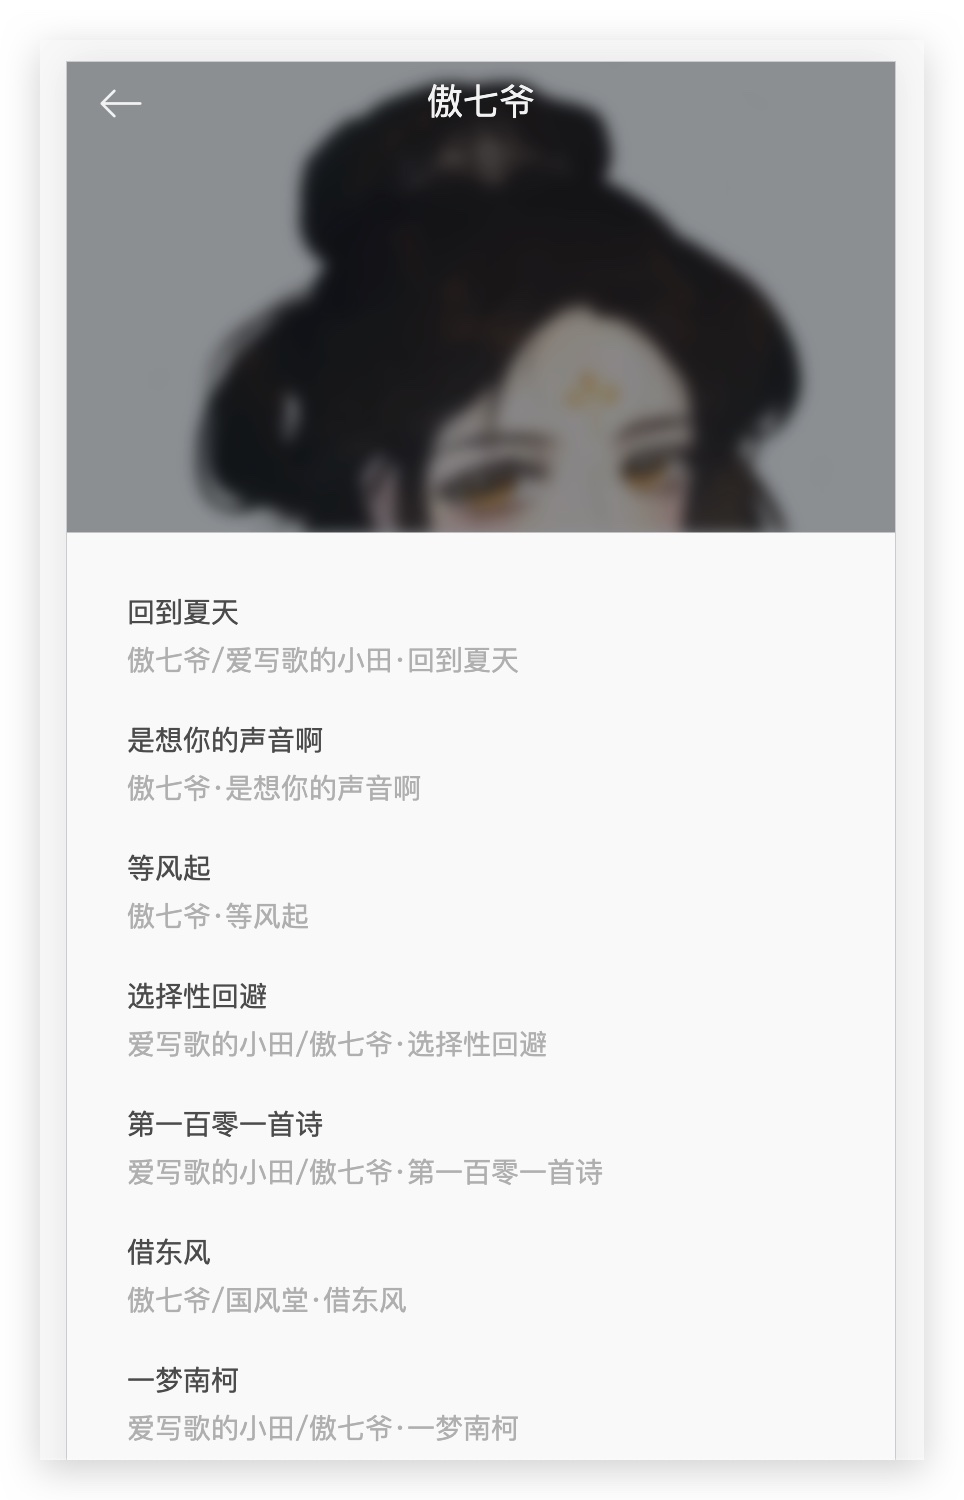 傲七爷
回到夏天
傲七爷/爱写歌的小田·回到夏天
是想你的声音啊
傲七爷·是想你的声音啊
等风起
傲七爷·等风起
选择性回避
爱写歌的小田/傲七爷·选择性回避
第一百零一首诗
爱写歌的小田/傲七爷·第一百零一首诗
借东风
傲七爷/国风堂·借东风
一梦南柯
爱写歌的小田/傲七爷·一梦南柯